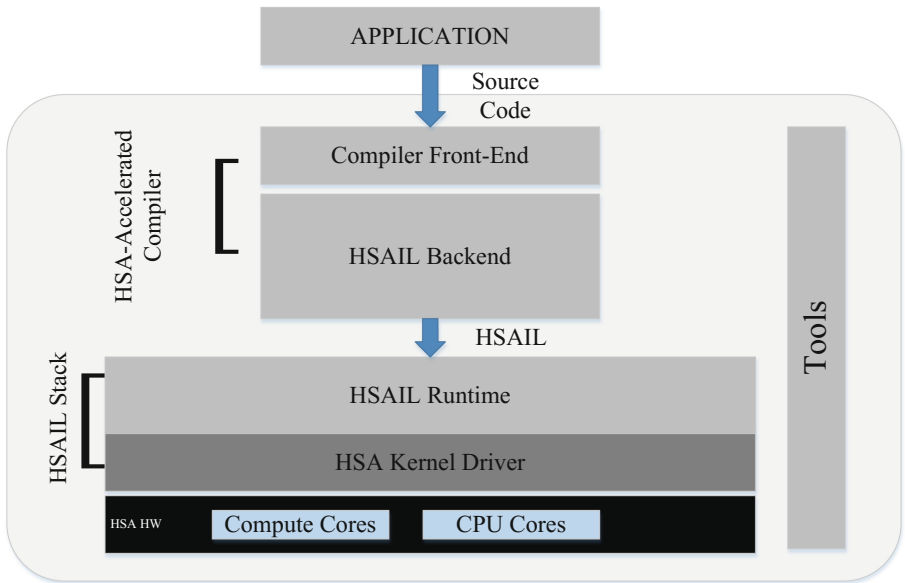 APPLICATION
Source
Code
Compiler Front-End
HSA-Accelerated
Compiler
HSAIL Backend
HSAIL
Tools
HSAIL Stack
HSAIL Runtime
HSA Kernel Driver
HSA HW
Compute Cores
CPU Cores